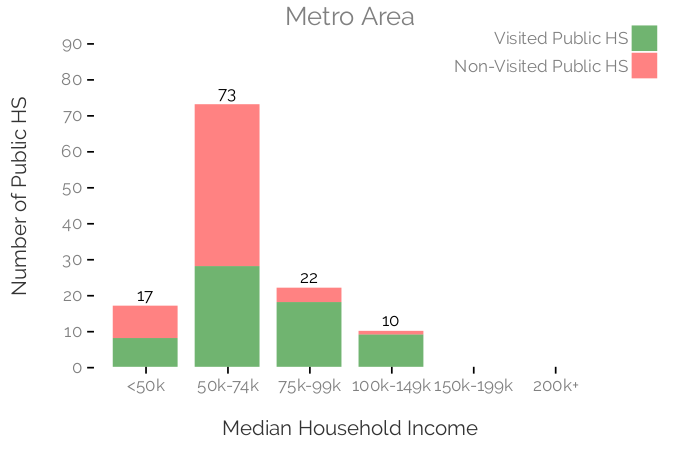 Metro Area
Visited Public HS
Non-Visited Public HS
Number of Public HS
90
80
70
60
50
40
30
20
10
0
17
73
22
10
<50k
50k-74k
75k-99k
100k-149k
150k-199k
200k+
Median Household Income